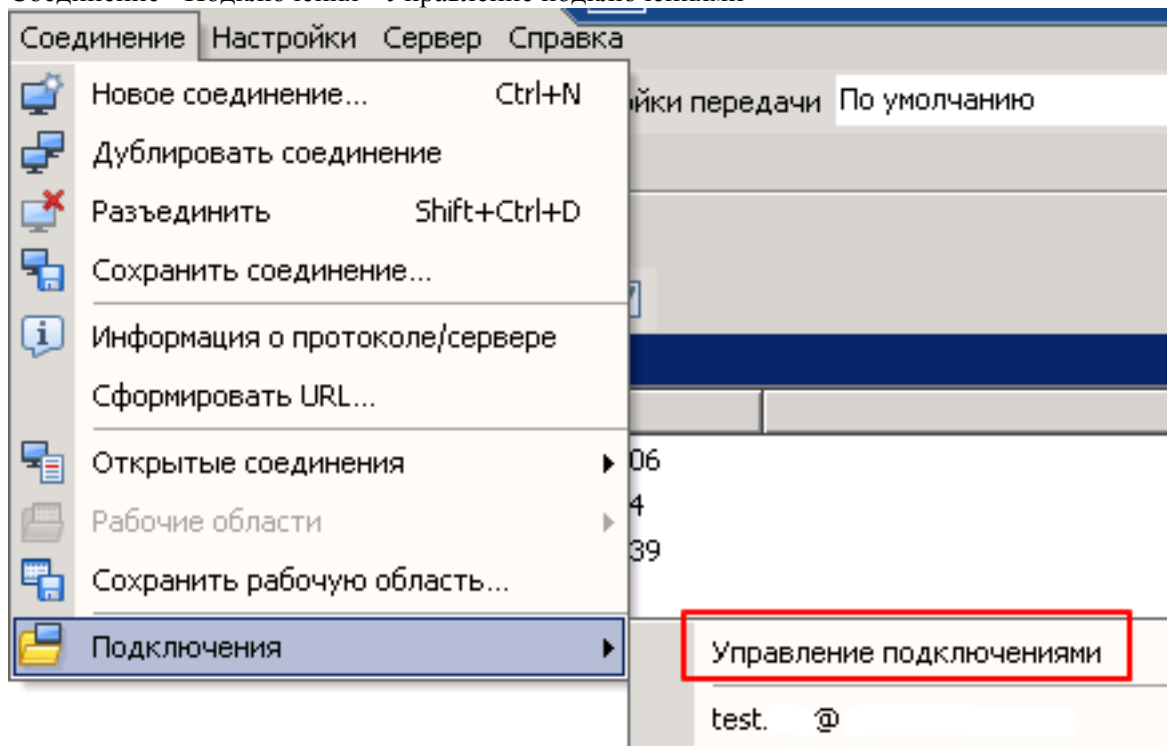 Соединение Настройки Сервер Справка
Новое соединение... Ctrl+N
йки передачи По умолчанию
Дублировать соединение
Разъединить Shift+Ctrl+D
Сохранить соединение...
Информация о протоколе/сервере
Сформировать URL...
Открытые соединения
06
Рабочие области
4
39
Сохранить рабочую область...
Подключения
Управление подключениями
test. @